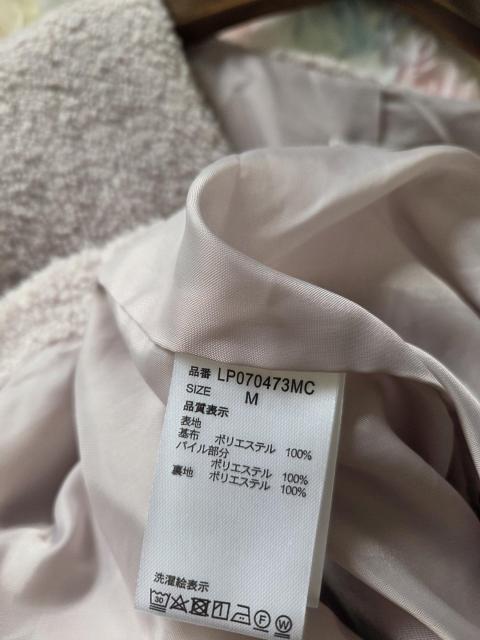 品番 LP070473MC
SIZE M
品質表示
表地
基布 ポリエステル 100%
パイル部分
ポリエステル 100%
裏地 ポリエステル 100%
洗濯絵表示
30 F W